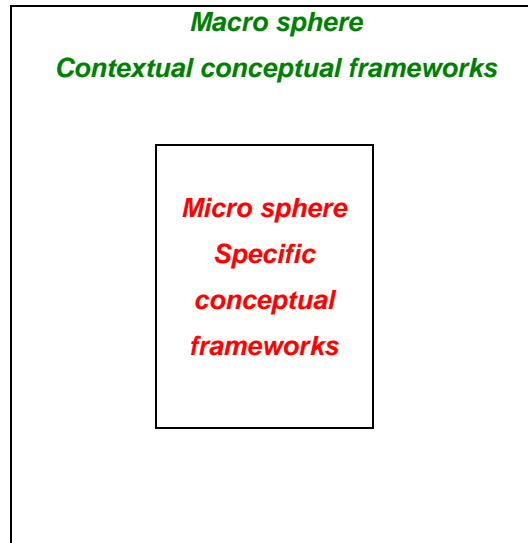 Macro sphere
Contextual conceptual frameworks
Micro sphere
Specific
conceptual
frameworks